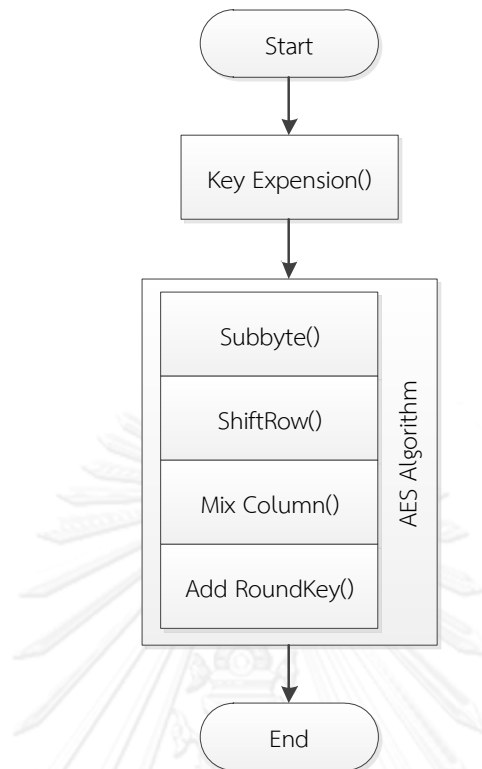 Start
Key Expension()
Subbyte()
ShiftRow()
Mix Column()
Add RoundKey()
AES Algorithm
End